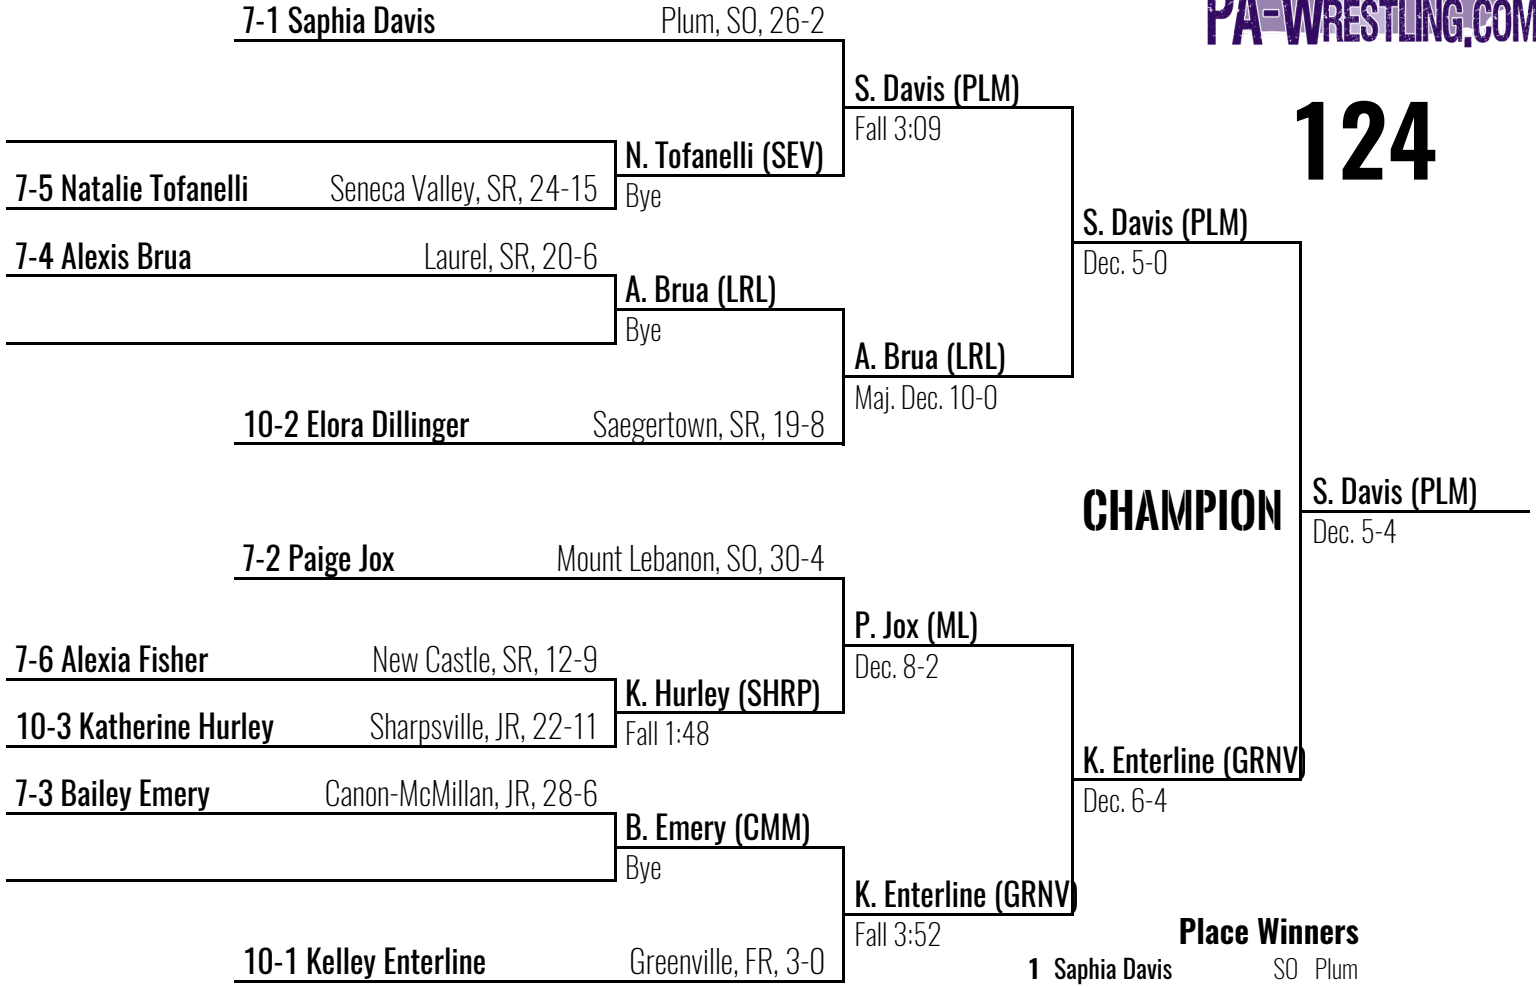 7-1 Saphia Davis Plum, SO, 26-2
PA-WRESTLING.COM
S. Davis (PLM)
Fall 3:09
124
N. Tofanelli (SEV)
7-5 Natalie Tofanelli Seneca Valley, SR, 24-15
Bye
S. Davis (PLM)
Dec. 5-0
7-4 Alexis Brua Laurel, SR, 20-6
A. Brua (LRL)
Bye
A. Brua (LRL)
Maj. Dec. 10-0
10-2 Elora Dillinger Saegertown, SR, 19-8
CHAMPION
S. Davis (PLM)
Dec. 5-4
7-2 Paige Jox Mount Lebanon, SO, 30-4
P. Jox (ML)
Dec. 8-2
7-6 Alexia Fisher New Castle, SR, 12-9
K. Hurley (SHRP)
10-3 Katherine Hurley Sharpsville, JR, 22-11
Fall 1:48
K. Enterline (GRNV)
Dec. 6-4
7-3 Bailey Emery Canon-McMillan, JR, 28-6
B. Emery (CMM)
Bye
K. Enterline (GRNV)
Fall 3:52
10-1 Kelley Enterline Greenville, FR, 3-0
Place Winners
1 Saphia Davis SO Plum